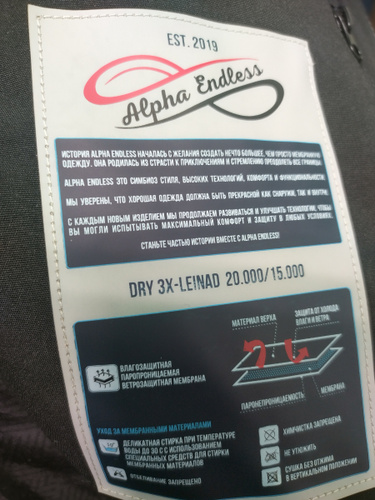 EST. 2019
Alpha Endless
ИСТОРИЯ ALPHA ENDLESS НАЧАЛАСЬ С ЖЕЛАНИЯ СОЗДАТЬ НЕЧТО БОЛЬШЕЕ, ЧЕМ ПРОСТО МЕМБРАННУЮ
ОДЕЖДУ. ОНА РОДИЛАСЬ ИЗ СТРАСТИ К ПРИКЛЮЧЕНИЯМ И СТРЕМЛЕНИЮ ПРЕОДОЛЕТЬ ВСЕ ГРАНИЦЫ
ALPHA ENDLESS ЭТО СИМБИОЗ СТИЛЯ, ВЫСОКИХ ТЕХНОЛОГИЙ, КОМФОРТА И ФУНКЦИОНАЛЬНОСТИ.
МЫ УВЕРЕНЫ, ЧТО ХОРОШАЯ ОДЕЖДА ДОЛЖНА БЫТЬ ПРЕКРАСНОЙ КАК СНАРУЖИ, ТАК И ВНУТРИ!
С КАЖДЫМ НОВЫМ ИЗДЕЛИЕМ МЫ ПРОДОЛЖАЕМ РАЗВИВАТЬСЯ И УЛУЧШАТЬ ТЕХНОЛОГИИ, ЧТОБЫ
ВЫ МОГЛИ ИСПЫТЫВАТЬ МАКСИМАЛЬНЫЙ КОМФОРТ И ЗАЩИТУ В ЛЮБЫХ УСЛОВИЯХ.
СТАНЬТЕ ЧАСТЬЮ ИСТОРИИ ВМЕСТЕ С ALPHA ENDLESS!
DRY 3X-LEINAD 20.000/15.000
МАТЕРИАЛ ВЕРХА
ЗАЩИТА ОТ ХОЛОДА
ВЛАГИ И ВЕТРА
ВЛАГОЗАЩИТНАЯ
ПАРОПРОНИЦАЕМАЯ
ВЕТРОЗАЩИТНАЯ МЕМБРАНА
ПАРОНЕПРОНИЦАЕМОСТЬ
МЕМБРАНА
УХОД ЗА МЕМБРАННЫМИ МАТЕРИАЛАМИ
ДЕЛИКАТНАЯ СТИРКА ПРИ ТЕМПЕРАТУРЕ
ВОДЫ ДО 30 С С ИСПОЛЬЗОВАНИЕМ
СПЕЦИАЛЬНЫХ СРЕДСТВ ДЛЯ СТИРКИ
МЕМБРАННЫХ МАТЕРИАЛОВ
ОТБЕЛИВАНИЕ ЗАПРЕЩЕНО
ХИМЧИСТКА ЗАПРЕЩЕНА
НЕ УТЮЖИТЬ
СУШКА БЕЗ ОТЖИМА
В ВЕРТИКАЛЬНОМ ПОЛОЖЕНИИ